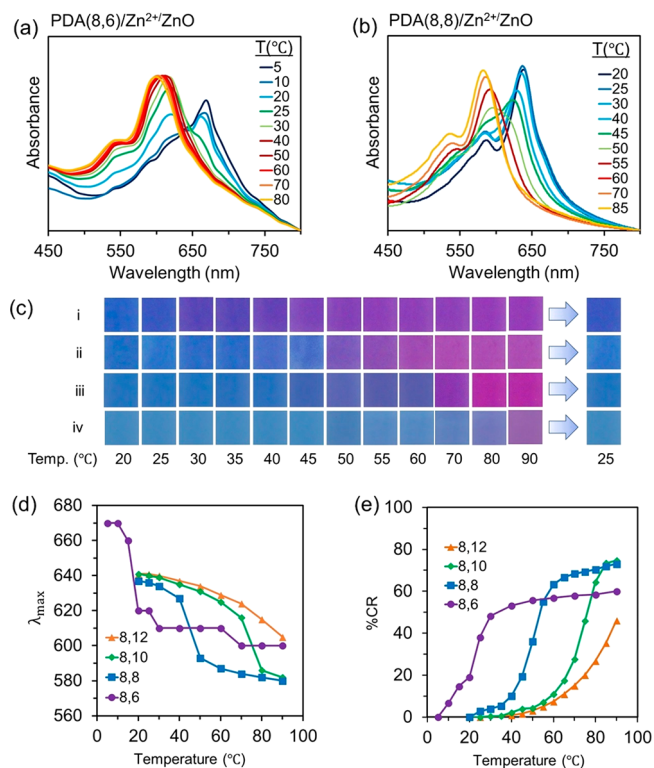 (a) PDA(8,6)/Zn²⁺/ZnO
T(℃)
5
10
20
25
30
40
50
60
70
80
Absorbance
450 550 650 750
Wavelength (nm)
(b) PDA(8,8)/Zn²⁺/ZnO
T(℃)
20
25
30
40
45
50
55
60
70
85
Absorbance
450 550 650 750
Wavelength (nm)
(c)
i
ii
iii
iv
Temp. (℃) 20 25 30 35 40 45 50 55 60 70 80 90 25
(d)
680
660
640
620
600
580
560
λmax
8,12
8,10
8,8
8,6
0 20 40 60 80 100
Temperature (℃)
(e)
100
80
60
40
20
0
%CR
8,12
8,10
8,8
8,6
0 20 40 60 80 100
Temperature (℃)